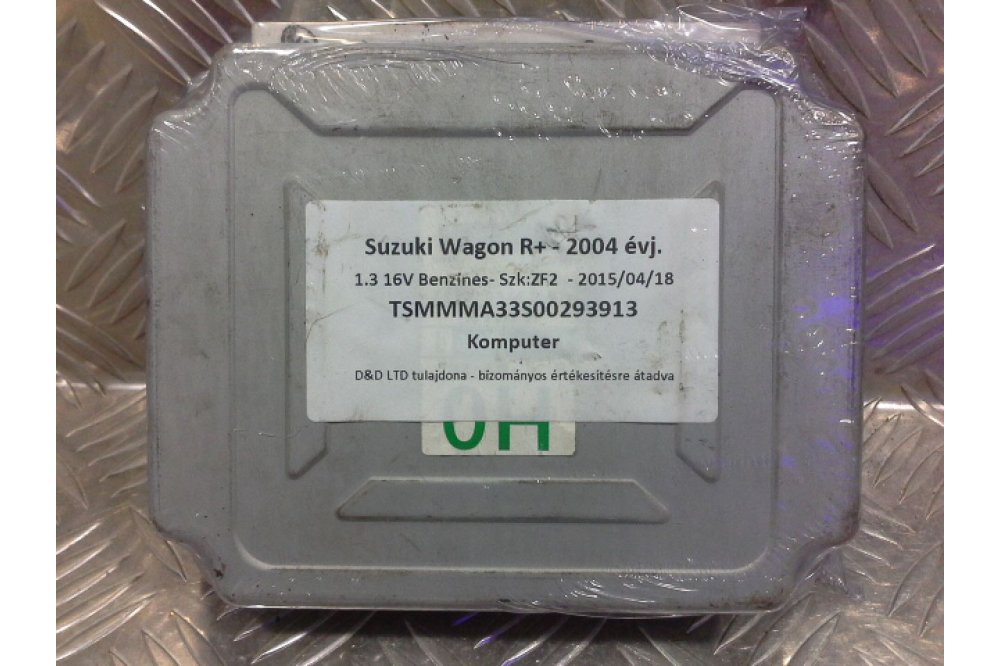 Suzuki Wagon R+ - 2004 évj.
1.3 16V Benzines- Szk:ZF2 - 2015/04/18
TSMMMA33S00293913
Komputer
D&D LTD tulajdona - bizományos értékesítésre átadva
0H